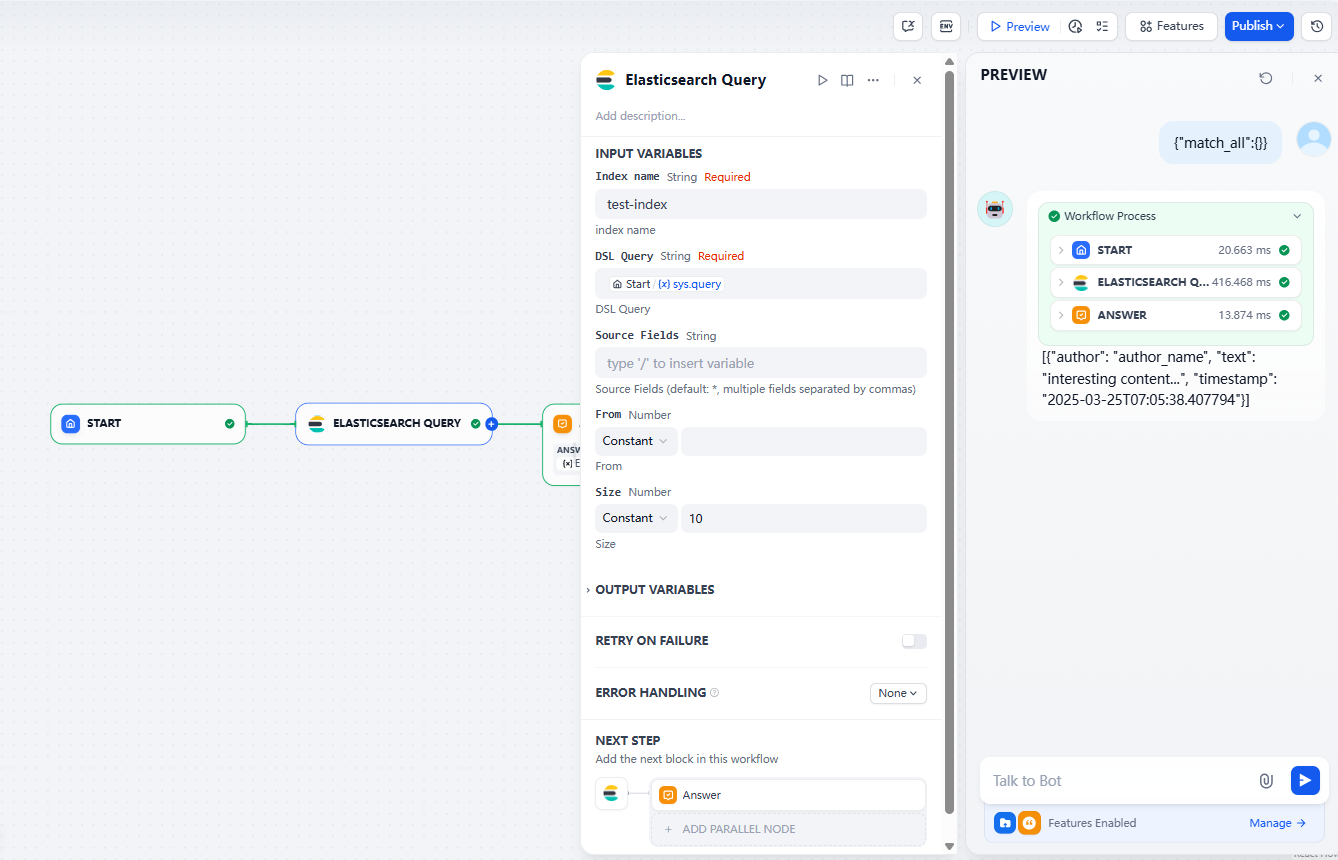 ENV
Preview
Features
Publish
START
ELASTICSEARCH QUERY
ANSW
{x} E
Elasticsearch Query
Add description...
INPUT VARIABLES
Index name String Required
test-index
index name
DSL Query String Required
Start / {x} sys.query
DSL Query
Source Fields String
type '/' to insert variable
Source Fields (default: *, multiple fields separated by commas)
From Number
Constant
From
Size Number
Constant 10
Size
OUTPUT VARIABLES
RETRY ON FAILURE
ERROR HANDLING
None
NEXT STEP
Add the next block in this workflow
Answer
+ ADD PARALLEL NODE
PREVIEW
{"match_all":{}}
Workflow Process
START 20.663 ms
ELASTICSEARCH Q... 416.468 ms
ANSWER 13.874 ms
[{"author": "author_name", "text":
"interesting content...", "timestamp":
"2025-03-25T07:05:38.407794"}]
Talk to Bot
Features Enabled
Manage →